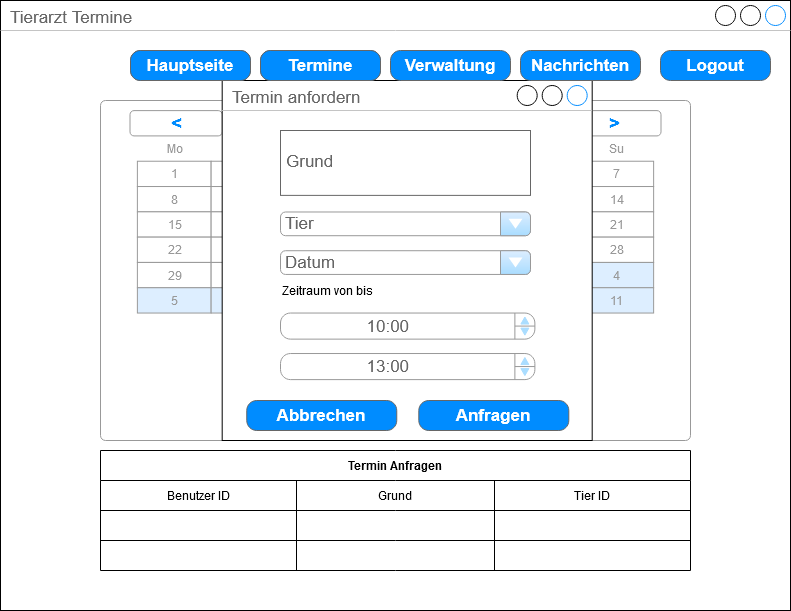 Tierarzt Termine
Hauptseite Termine Verwaltung Nachrichten Logout
Termin anfordern
< >
Mo Su
Grund
1 7
8 14
15 21
Tier
22 28
Datum
29 4
Zeitraum von bis
5 11
10:00
13:00
Abbrechen Anfragen
Termin Anfragen
Benutzer ID Grund Tier ID